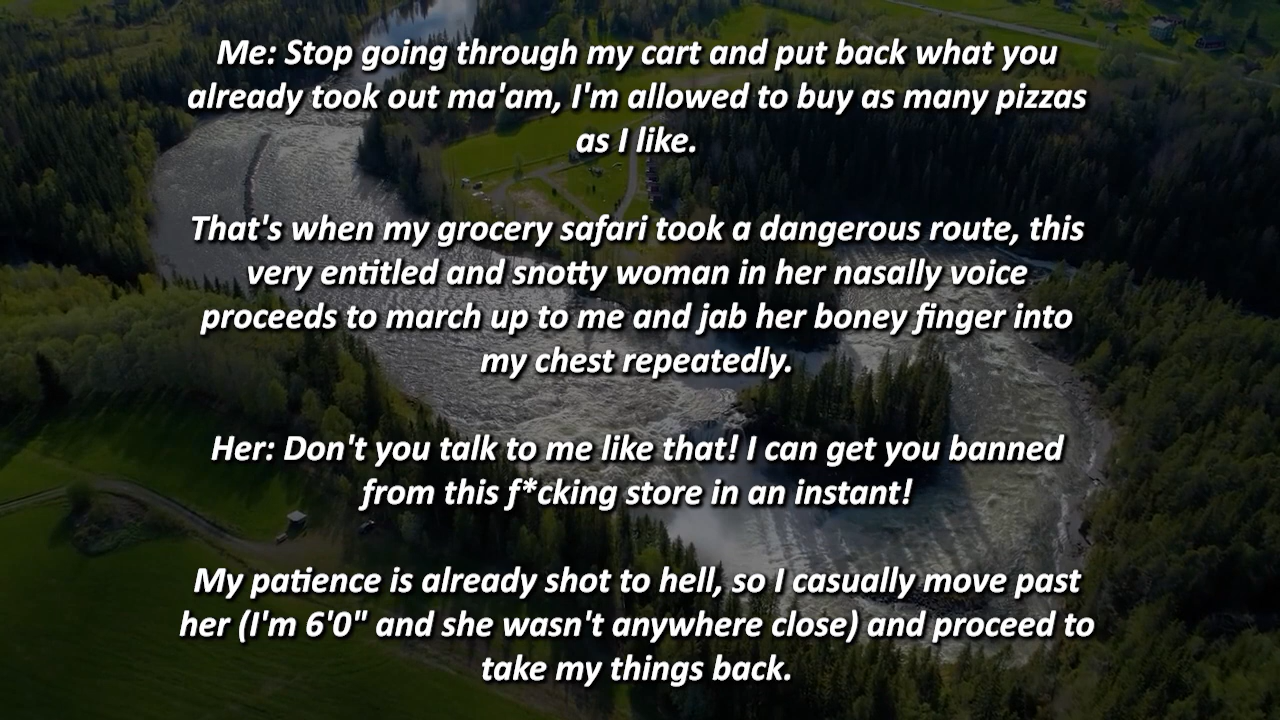 Me: Stop going through my cart and put back what you
already took out ma'am, I'm allowed to buy as many pizzas
as I like.
That's when my grocery safari took a dangerous route, this
very entitled and snotty woman in her nasally voice
proceeds to march up to me and jab her boney finger into
my chest repeatedly.
Her: Don't you talk to me like that! I can get you banned
from this f*cking store in an instant!
My patience is already shot to hell, so I casually move past
her (I'm 6'0" and she wasn't anywhere close) and proceed to
take my things back.